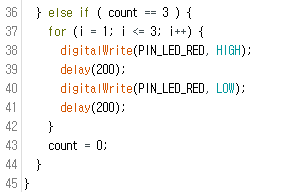 36 } else if ( count == 3 ) {
37 for (i = 1; i <= 3; i++) {
38 digitalWrite(PIN_LED_RED, HIGH);
39 delay(200);
40 digitalWrite(PIN_LED_RED, LOW);
41 delay(200);
42 }
43 count = 0;
44 }
45 }